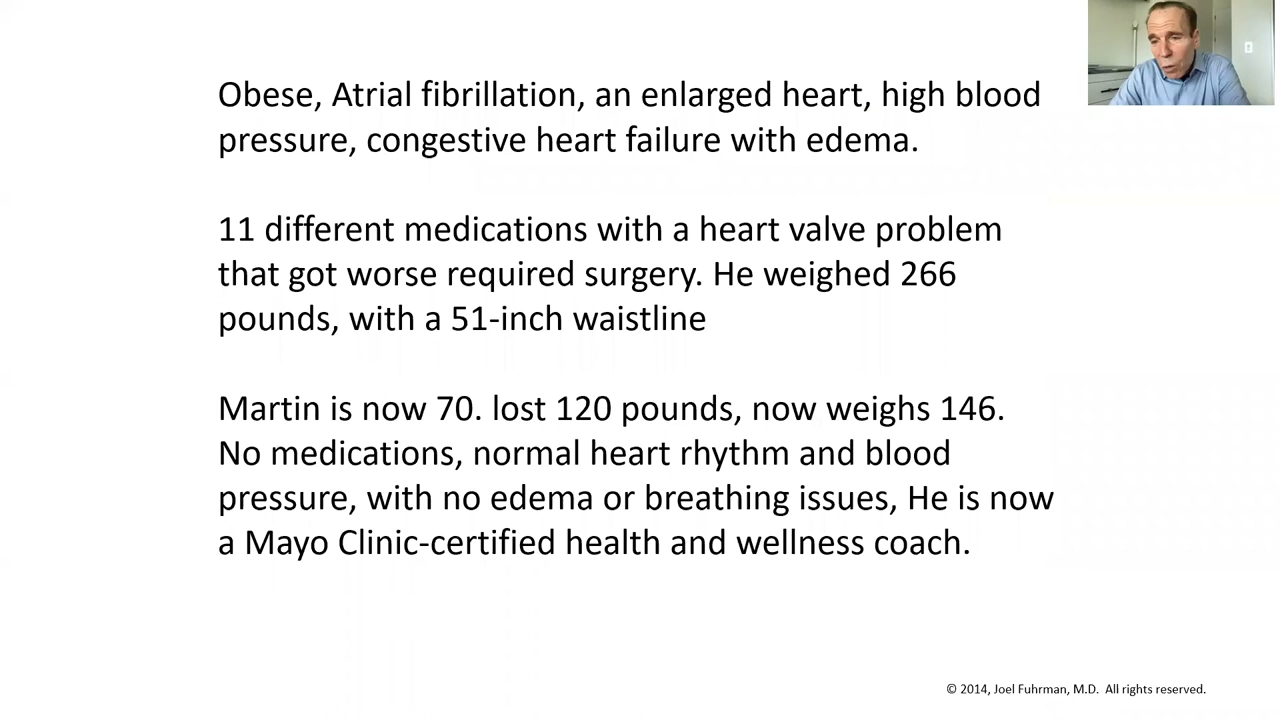 Obese, Atrial fibrillation, an enlarged heart, high blood
pressure, congestive heart failure with edema.
11 different medications with a heart valve problem
that got worse required surgery. He weighed 266
pounds, with a 51-inch waistline
Martin is now 70. lost 120 pounds, now weighs 146.
No medications, normal heart rhythm and blood
pressure, with no edema or breathing issues, He is now
a Mayo Clinic-certified health and wellness coach.
© 2014, Joel Fuhrman, M.D.  All rights reserved.